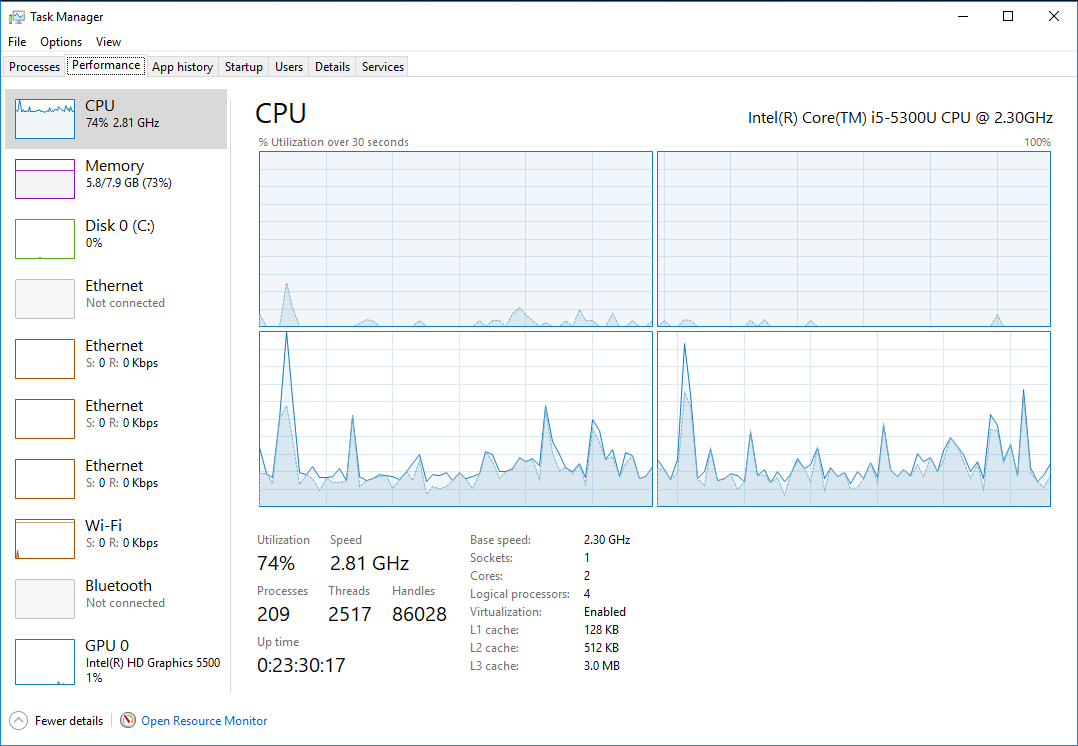 Task Manager
File Options View
Processes Performance App history Startup Users Details Services
CPU
74% 2.81 GHz
Memory
5.8/7.9 GB (73%)
Disk 0 (C:)
0%
Ethernet
Not connected
Ethernet
S: 0 R: 0 Kbps
Ethernet
S: 0 R: 0 Kbps
Ethernet
S: 0 R: 0 Kbps
Wi-Fi
S: 0 R: 0 Kbps
Bluetooth
Not connected
GPU 0
Intel(R) HD Graphics 5500
1%
CPU Intel(R) Core(TM) i5-5300U CPU @ 2.30GHz
% Utilization over 30 seconds 100%
Utilization Speed
74% 2.81 GHz
Processes Threads Handles
209 2517 86028
Up time
0:23:30:17
Base speed: 2.30 GHz
Sockets: 1
Cores: 2
Logical processors: 4
Virtualization: Enabled
L1 cache: 128 KB
L2 cache: 512 KB
L3 cache: 3.0 MB
Fewer details Open Resource Monitor